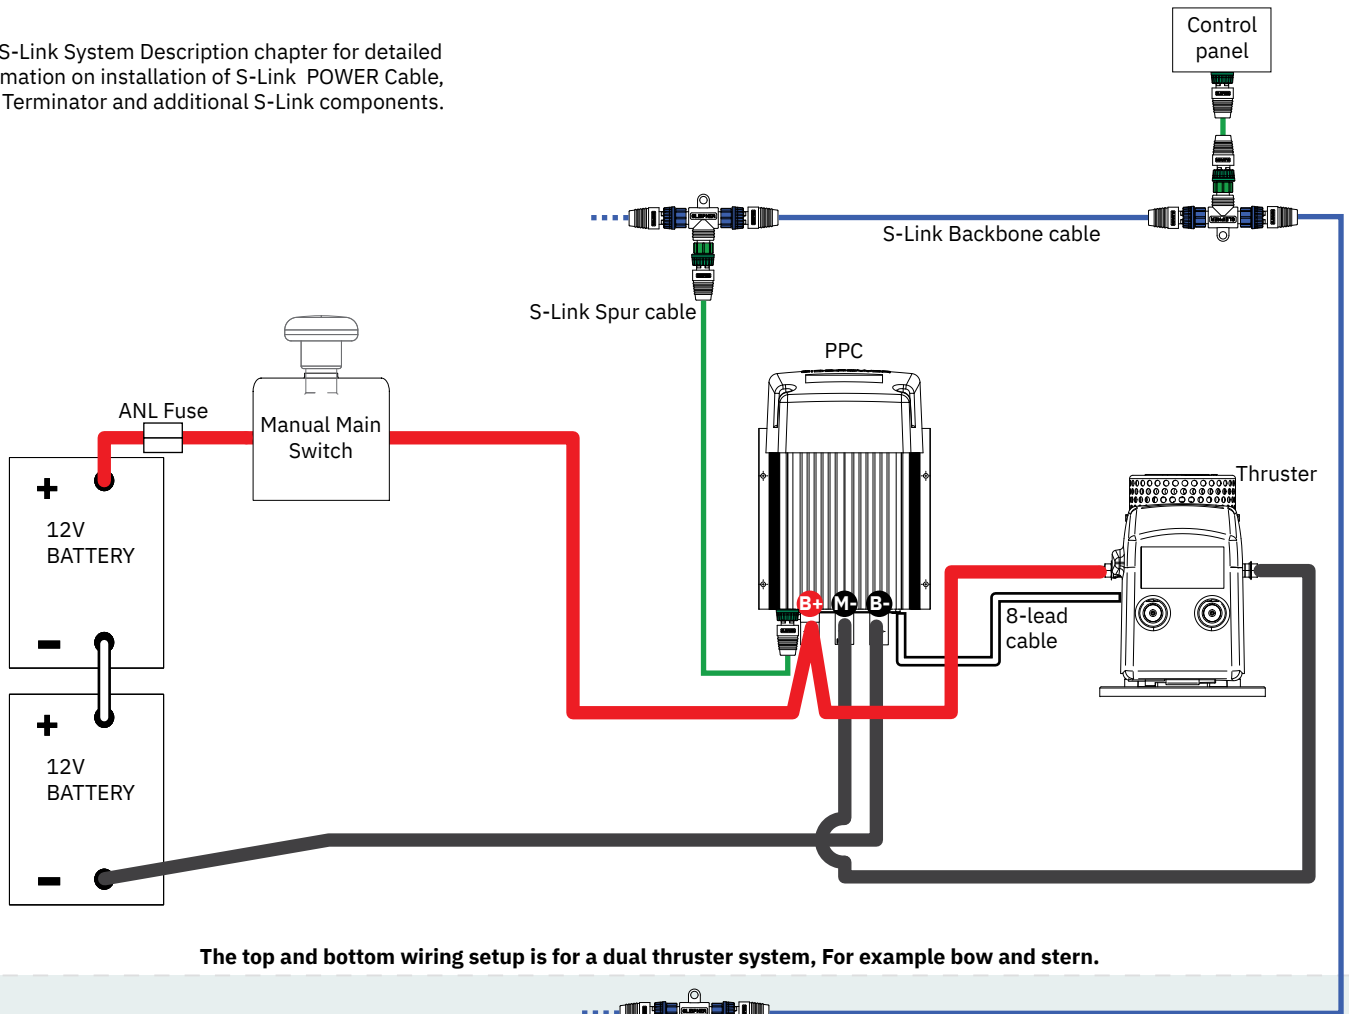 S-Link System Description chapter for detailed
mation on installation of S-Link POWER Cable,
Terminator and additional S-Link components.
Control
panel
S-Link Backbone cable
S-Link Spur cable
PPC
ANL Fuse
Manual Main
Switch
Thruster
+
12V
BATTERY
-
B+
M-
B-
8-lead
cable
+
12V
BATTERY
-
The top and bottom wiring setup is for a dual thruster system, For example bow and stern.